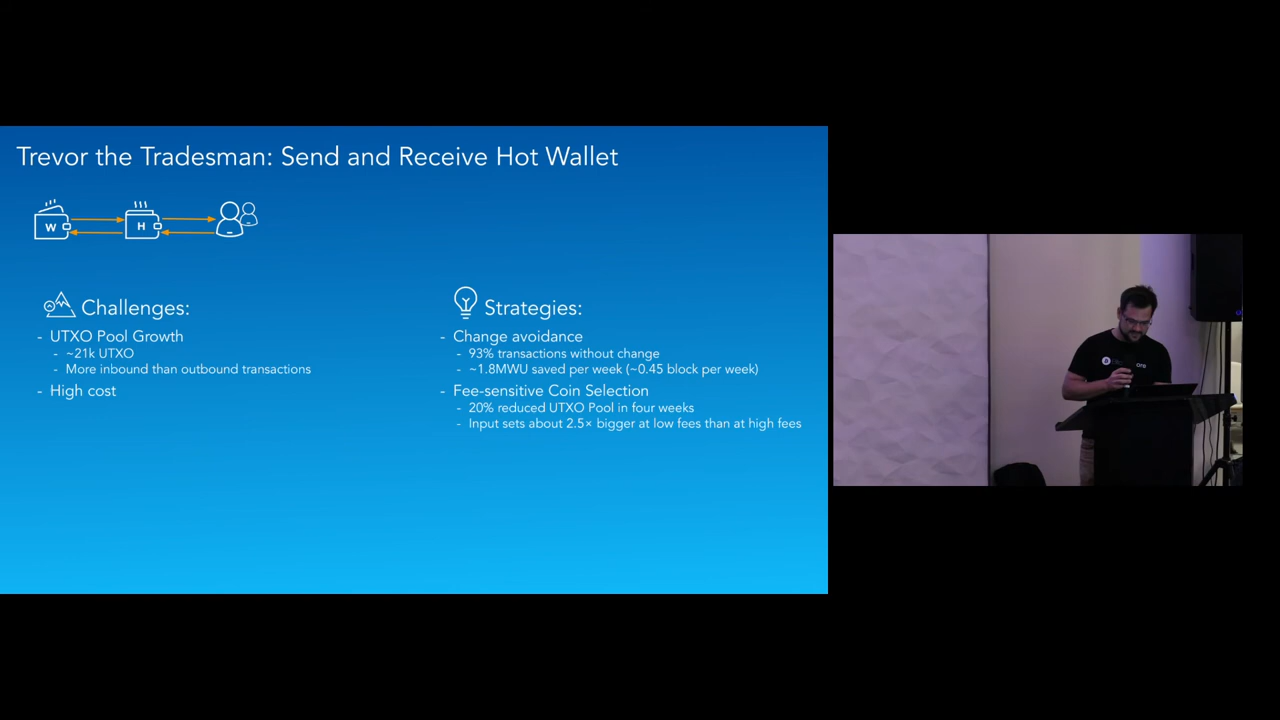 Trevor the Tradesman: Send and Receive Hot Wallet
W
H
Challenges:
- UTXO Pool Growth
- ~21k UTXO
- More inbound than outbound transactions
- High cost
Strategies:
- Change avoidance
- 93% transactions without change
- ~1.8MWU saved per week (~0.45 block per week)
- Fee-sensitive Coin Selection
- 20% reduced UTXO Pool in four weeks
- Input sets about 2.5× bigger at low fees than at high fees